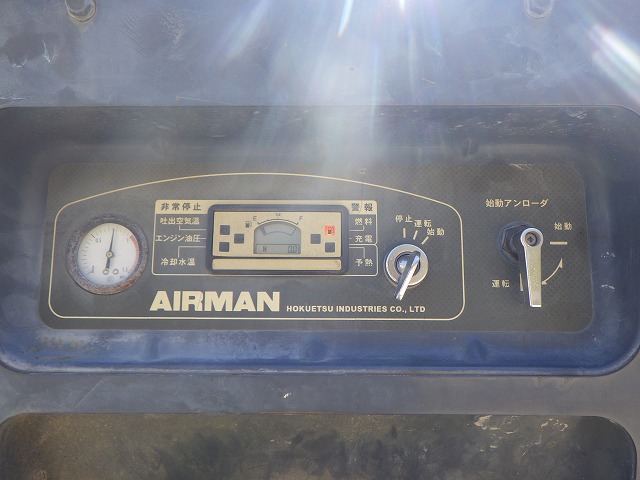 非常停止
警報
吐出空気温
エンジン油圧
冷却水温
E
F
燃料
充電
予熱
停止
運転
始動
始動アンローダ
始動
運転
AIRMAN
HOKUETSU INDUSTRIES CO., LTD